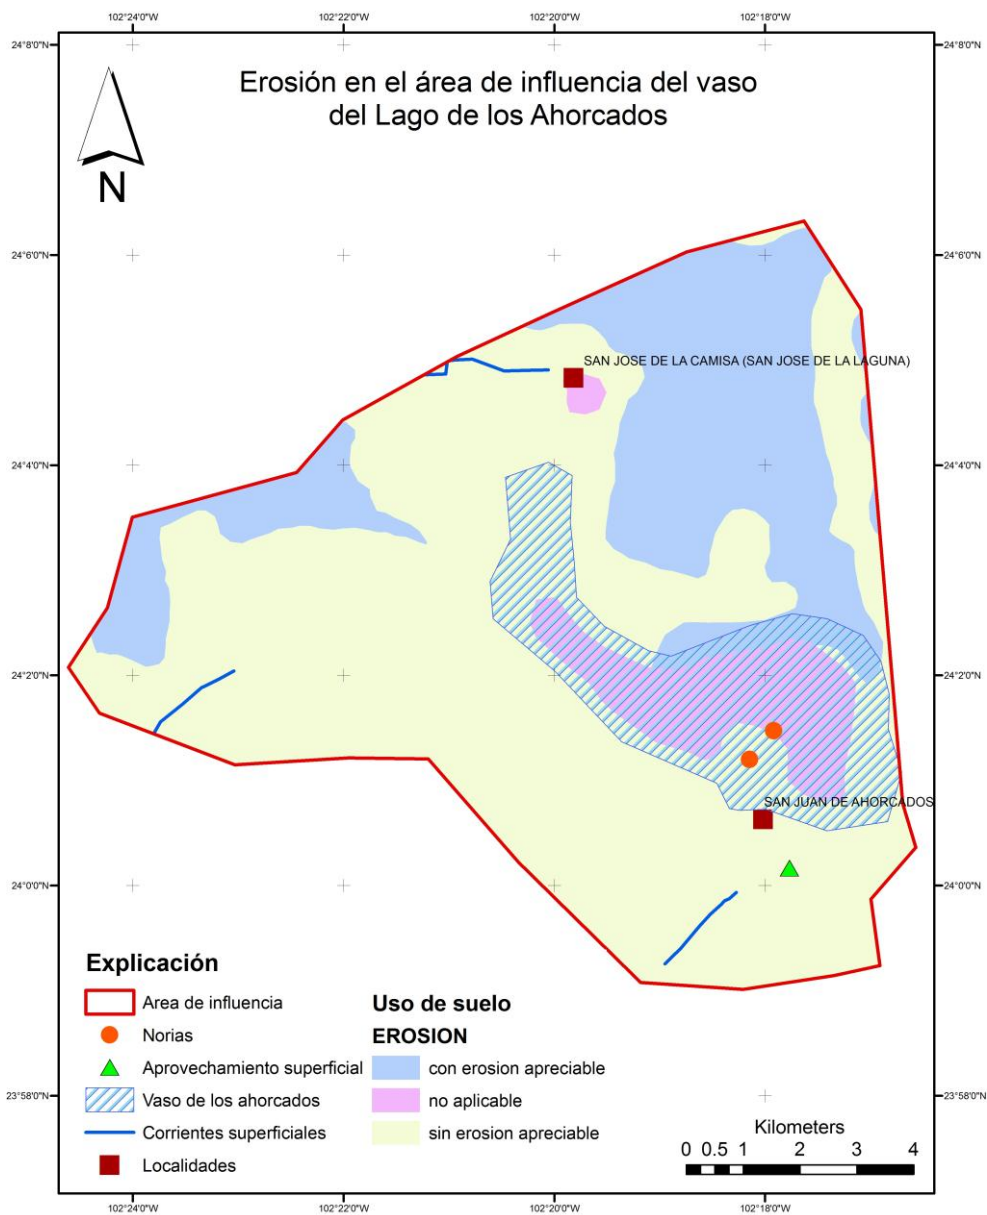 102°24'0"W 102°22'0"W 102°20'0"W 102°18'0"W
24°8'0"N 24°8'0"N
Erosión en el área de influencia del vaso
del Lago de los Ahorcados
N
24°6'0"N 24°6'0"N
SAN JOSE DE LA CAMISA (SAN JOSE DE LA LAGUNA)
24°4'0"N 24°4'0"N
24°2'0"N 24°2'0"N
SAN JUAN DE AHORCADOS
24°0'0"N 24°0'0"N
Explicación
Area de influencia
Norias
Aprovechamiento superficial
Vaso de los ahorcados
Corrientes superficiales
Localidades
Uso de suelo
EROSION
con erosion apreciable
no aplicable
sin erosion apreciable
23°58'0"N 23°58'0"N
Kilometers
0 0.5 1 2 3 4
102°24'0"W 102°22'0"W 102°20'0"W 102°18'0"W